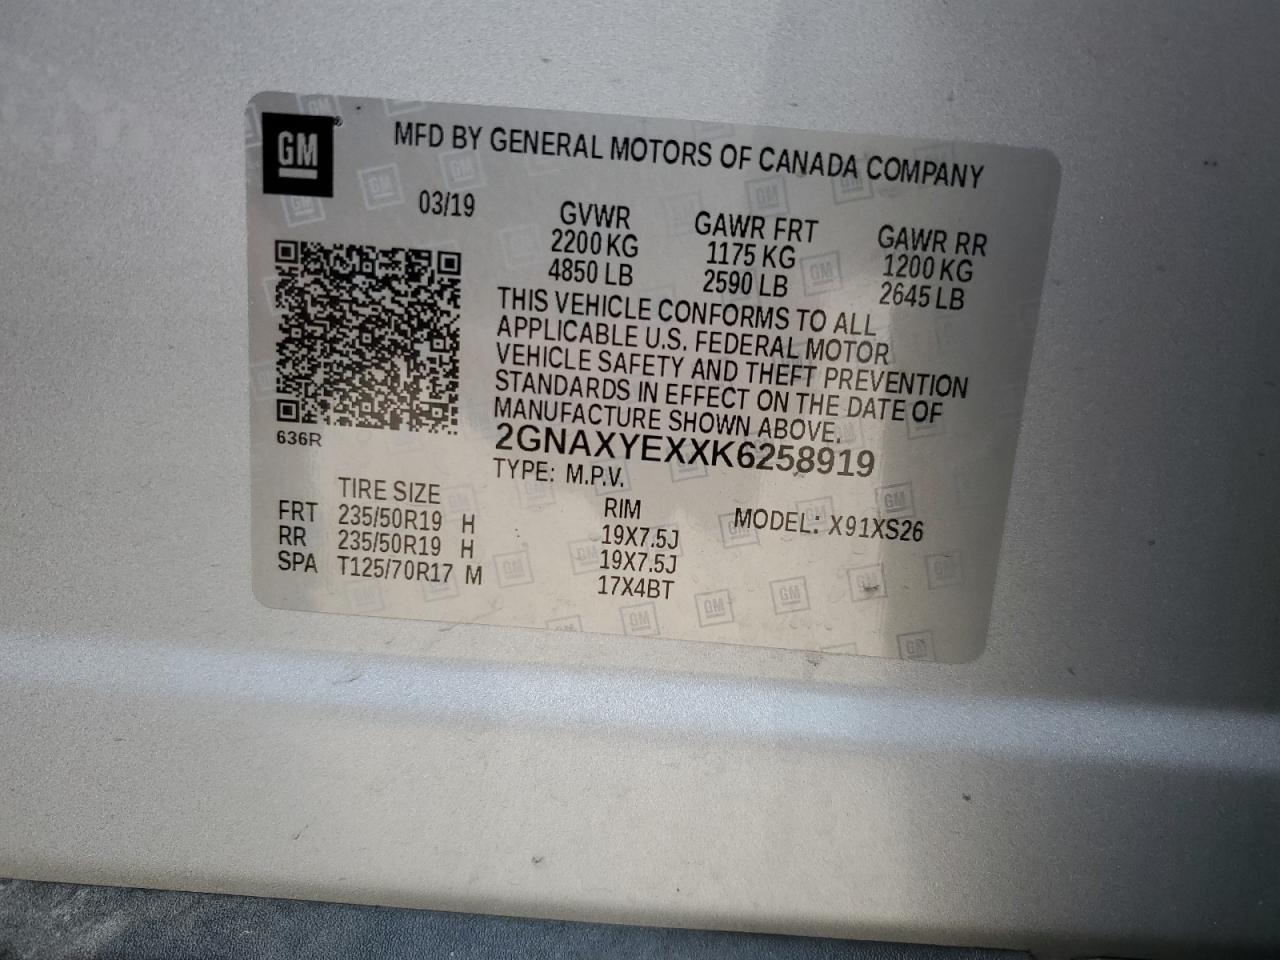 GM
MFD BY GENERAL MOTORS OF CANADA COMPANY
03/19
GVWR GAWR FRT GAWR RR
2200 KG 1175 KG 1200 KG
4850 LB 2590 LB 2645 LB
THIS VEHICLE CONFORMS TO ALL
APPLICABLE U.S. FEDERAL MOTOR
VEHICLE SAFETY AND THEFT PREVENTION
STANDARDS IN EFFECT ON THE DATE OF
MANUFACTURE SHOWN ABOVE.
636R
2GNAXYEXXK6258919
TYPE: M.P.V.
TIRE SIZE RIM MODEL: X91XS26
FRT 235/50R19 H 19X7.5J
RR 235/50R19 H 19X7.5J
SPA T125/70R17 M 17X4BT